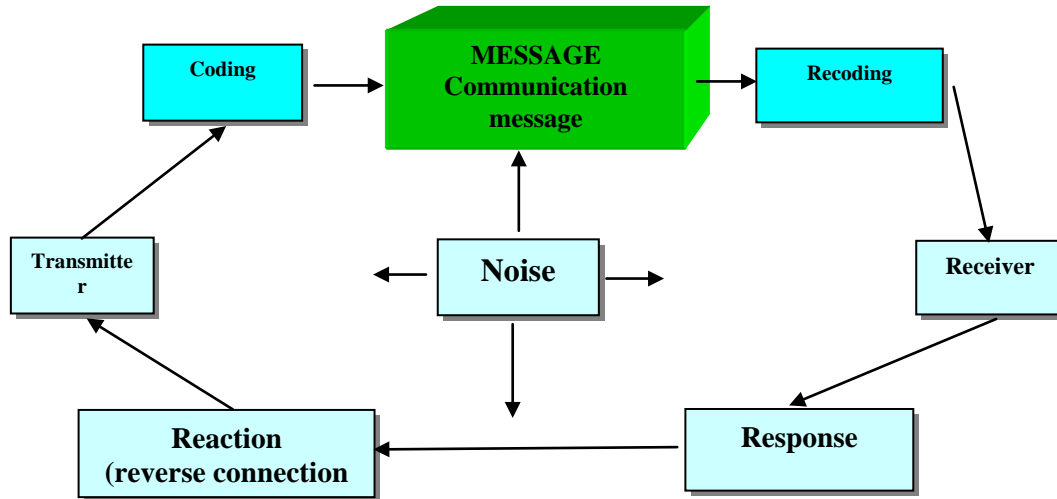 Coding
MESSAGE
Communication
message
Recoding
Transmitte
r
Noise
Receiver
Reaction
(reverse connection
Response